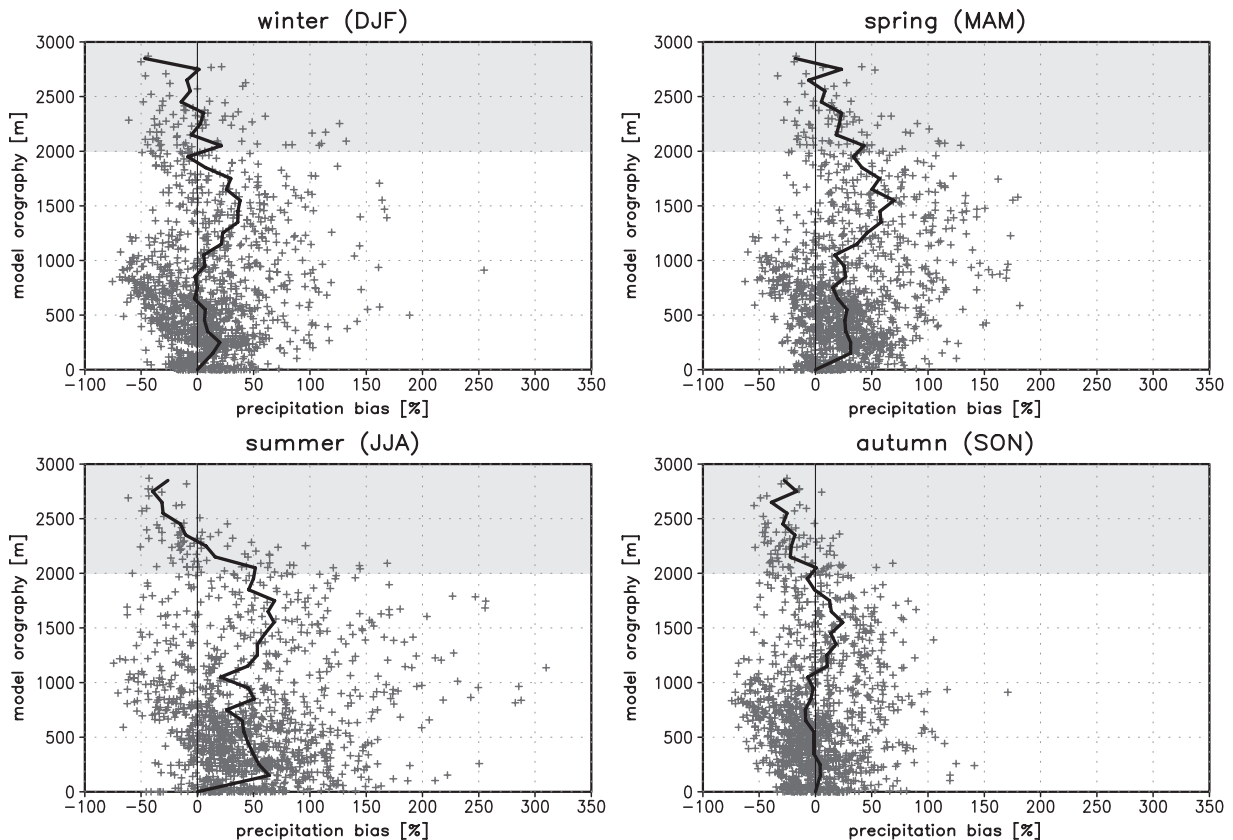 winter (DJF)
spring (MAM)
3000
2500
2000
1500
1000
500
0
model orography [m]
−100 −50 0 50 100 150 200 250 300 350
precipitation bias [%]
3000
2500
2000
1500
1000
500
0
model orography [m]
−100 −50 0 50 100 150 200 250 300 350
precipitation bias [%]
summer (JJA)
autumn (SON)
3000
2500
2000
1500
1000
500
0
model orography [m]
−100 −50 0 50 100 150 200 250 300 350
precipitation bias [%]
3000
2500
2000
1500
1000
500
0
model orography [m]
−100 −50 0 50 100 150 200 250 300 350
precipitation bias [%]